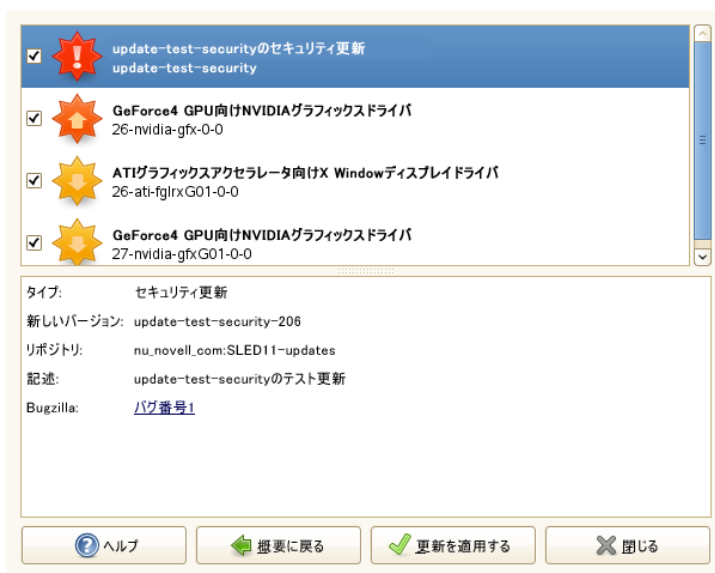 update-test-securityのセキュリティ更新
update-test-security
GeForce4 GPU向けNVIDIAグラフィックスドライバ
26-nvidia-gfx-0-0
ATIグラフィックスアクセラレータ向けX Windowディスプレイドライバ
26-ati-fglrxG01-0-0
GeForce4 GPU向けNVIDIAグラフィックスドライバ
27-nvidia-gfxG01-0-0
タイプ: セキュリティ更新
新しいバージョン: update-test-security-206
リポジトリ: nu_novell_com:SLED11-updates
記述: update-test-securityのテスト更新
Bugzilla: バグ番号1
ヘルプ 概要に戻る 更新を適用する 閉じる